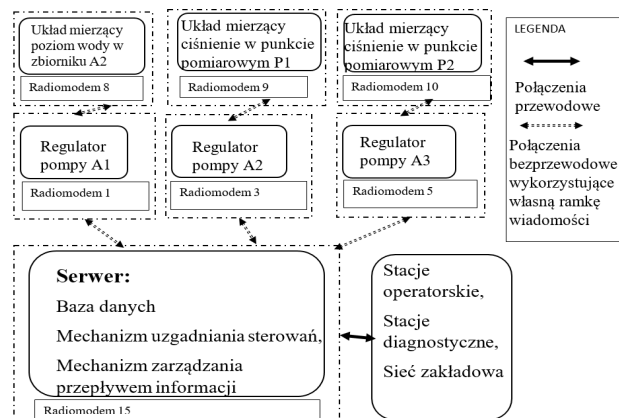 Układ mierzący
poziom wody w
zbiorniku A2
Radiomodem 8
Układ mierzący
ciśnienie w punkcie
pomiarowym P1
Radiomodem 9
Układ mierzący
ciśnienie w punkcie
pomiarowym P2
Radiomodem 10
Regulator
pompy A1
Radiomodem 1
Regulator
pompy A2
Radiomodem 3
Regulator
pompy A3
Radiomodem 5
Serwer:
Baza danych
Mechanizm uzgadniania sterowań,
Mechanizm zarządzania
przepływem informacji
Radiomodem 15
Stacje
operatorskie,
Stacje
diagnostyczne,
Sieć zakładowa
LEGENDA
Połączenia
przewodowe
Połączenia
bezprzewodowe
wykorzystujące
własną ramkę
wiadomości